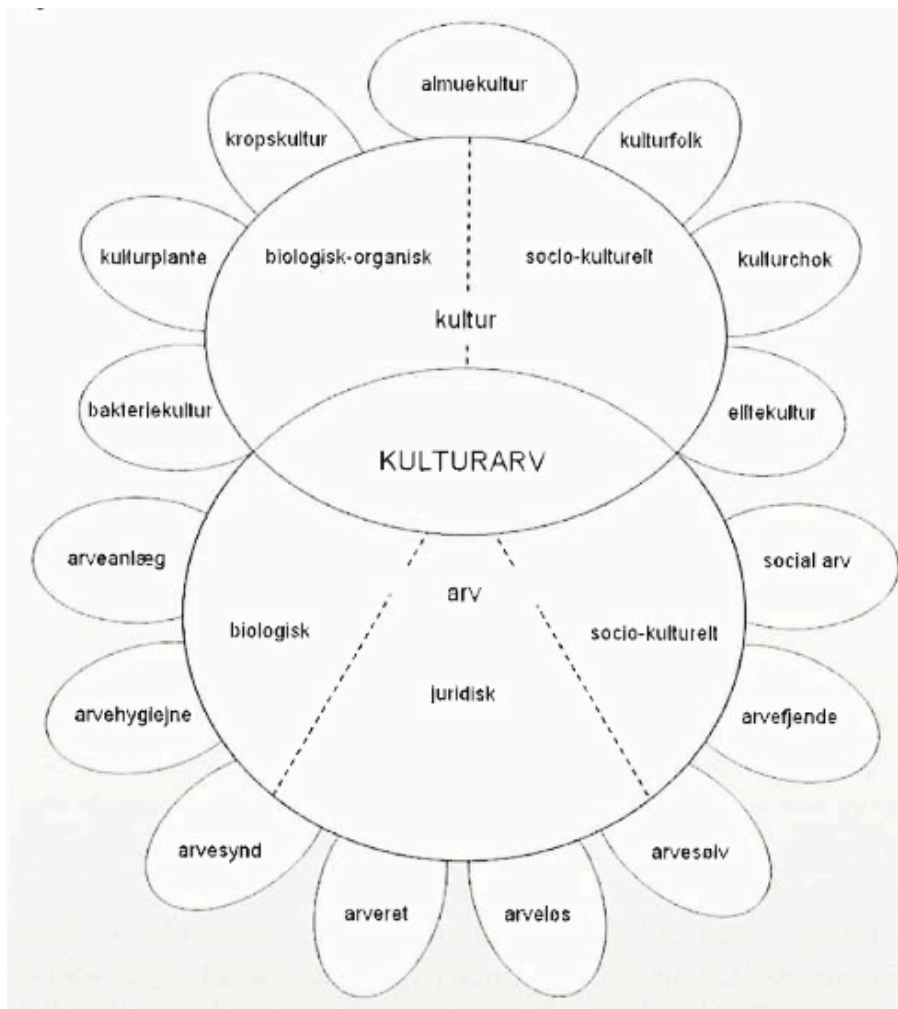 almuekultur
kropskultur
kulturfolk
kulturplante
biologisk-organisk
socio-kulturelt
kulturchok
kultur
bakteriekultur
elitekultur
KULTURARV
arveanlæg
social arv
arv
biologisk
socio-kulturelt
juridisk
arvehygiejne
arvefjende
arvesynd
arvesølv
arveret
arveløs